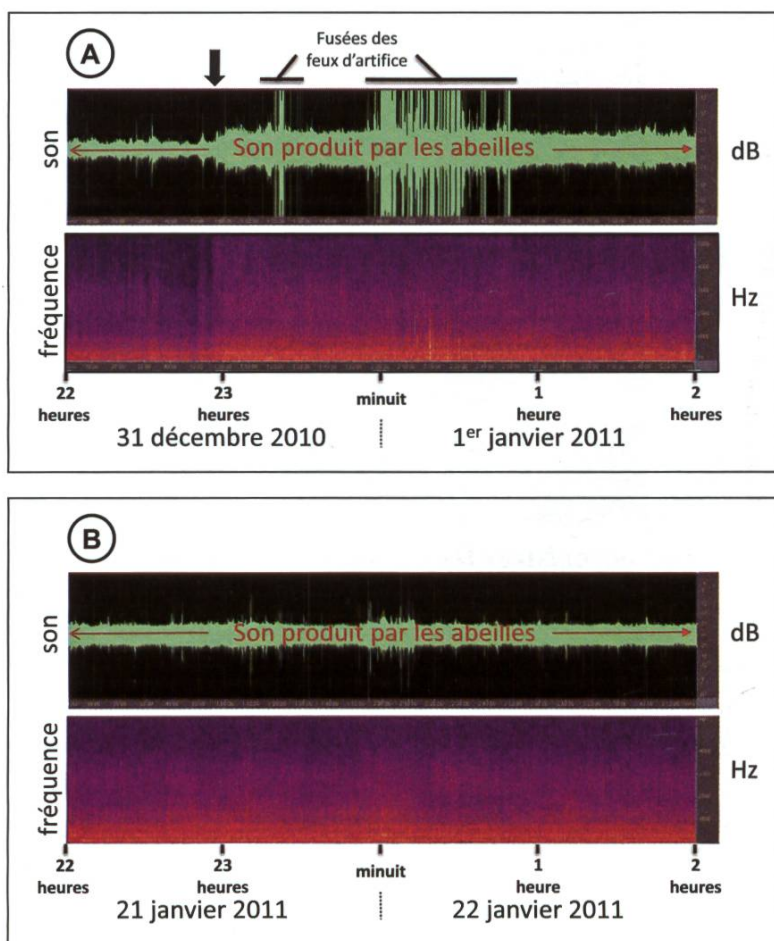 A
Fusées des
feux d'artifice
son
Son produit par les abeilles
dB
fréquence
Hz
22
heures
23
heures
minuit
1
heure
2
heures
31 décembre 2010
1er janvier 2011
B
son
Son produit par les abeilles
dB
fréquence
Hz
22
heures
23
heures
minuit
1
heure
2
heures
21 janvier 2011
22 janvier 2011